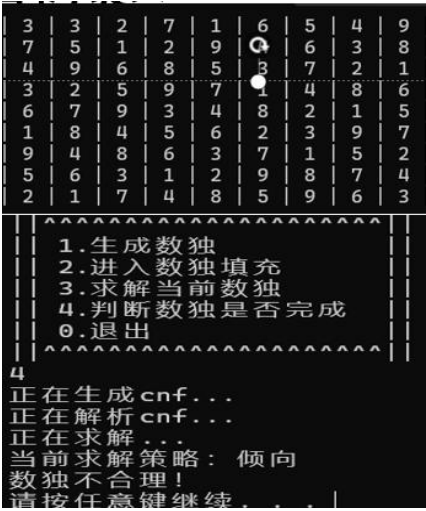 | 3 | 3 | 2 | 7 | 1 | 6 | 5 | 4 | 9
| 7 | 5 | 1 | 2 | 9 | | 6 | 3 | 8
| 4 | 9 | 6 | 8 | 5 | 3 | 7 | 2 | 1
| 3 | 2 | 5 | 9 | 7 | 1 | 4 | 8 | 6
| 6 | 7 | 9 | 3 | 4 | 8 | 2 | 1 | 5
| 1 | 8 | 4 | 5 | 6 | 2 | 3 | 9 | 7
| 9 | 4 | 8 | 6 | 3 | 7 | 1 | 5 | 2
| 5 | 6 | 3 | 1 | 2 | 9 | 8 | 7 | 4
| 2 | 1 | 7 | 4 | 8 | 5 | 9 | 6 | 3
||^^^^^^^^^^^^^^^^^^^^^^||
|| 1.生成数独 ||
|| 2.进入数独填充 ||
|| 3.求解当前数独 ||
|| 4.判断数独是否完成 ||
|| 0.退出 ||
||^^^^^^^^^^^^^^^^^^^^^^||
4
正在生成cnf...
正在解析cnf...
正在求解...
当前求解策略: 倾向
数独不合理!
请按任意键继续. . .